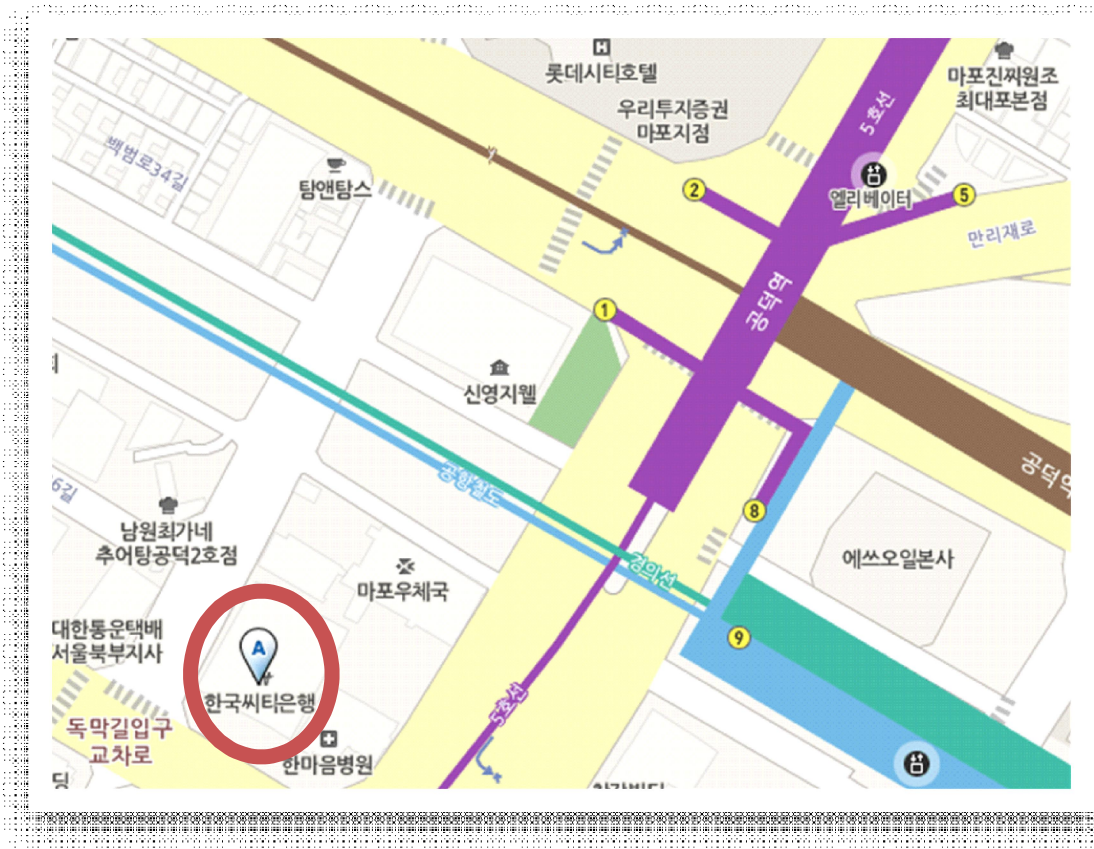 롯데시티호텔
우리투자증권
마포지점
5호선
마포진찌원조
최대포본점
백범로34길
탐앤탐스
2
엘리베이터
5
만리재로
공덕역
1
신영지웰
공덕역
공항철도
6길
8
남원최가네
추어탕공덕2호점
경의선
에쓰오일본사
마포우체국
대한통운택배
서울북부지사
A
9
한국씨티은행
5호선
독막길입구
교차로
한마음병원
딩